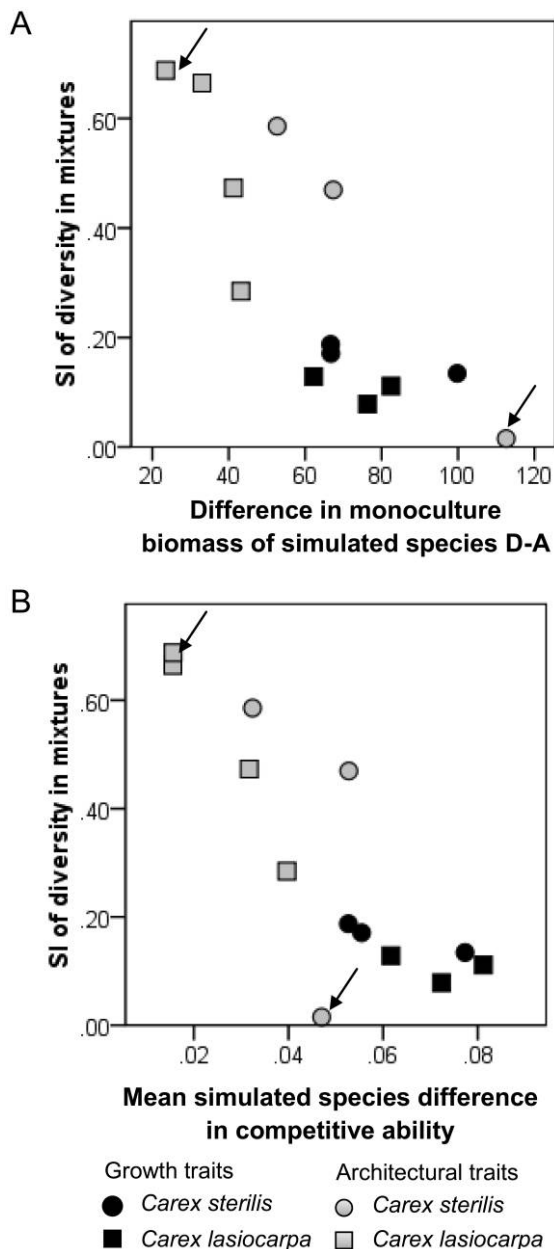 A
SI of diversity in mixtures
.60
.40
.20
.00
20 40 60 80 100 120
Difference in monoculture
biomass of simulated species D-A
B
SI of diversity in mixtures
.60
.40
.20
.00
.02 .04 .06 .08
Mean simulated species difference
in competitive ability
Growth traits Architectural traits
Carex sterilis Carex sterilis
Carex lasiocarpa Carex lasiocarpa